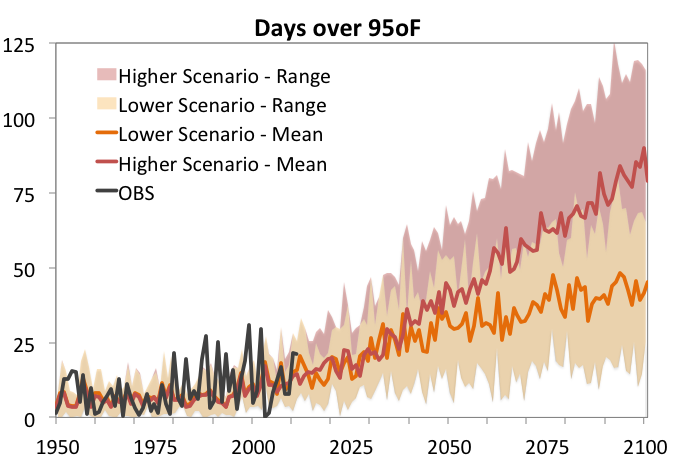 Days over 95oF
125
Higher Scenario - Range
Lower Scenario - Range
100
Lower Scenario - Mean
Higher Scenario - Mean
75
OBS
50
25
0
1950 1975 2000 2025 2050 2075 2100